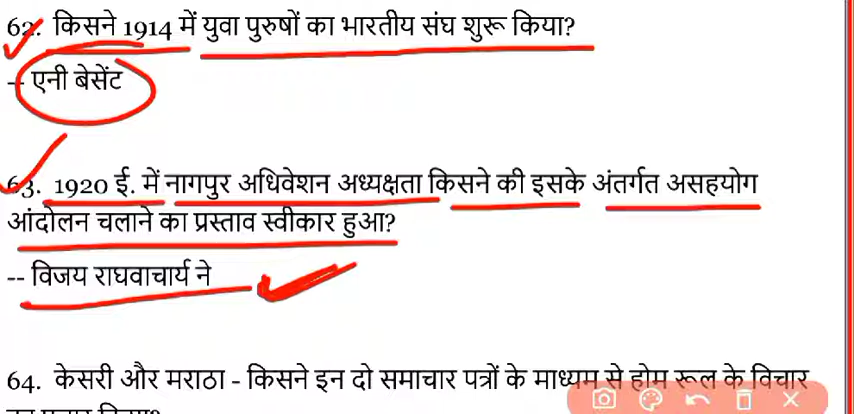 62. किसने 1914 में युवा पुरुषों का भारतीय संघ शुरू किया?
-- एनी बेसेंट
63. 1920 ई. में नागपुर अधिवेशन अध्यक्षता किसने की इसके अंतर्गत असहयोग
आंदोलन चलाने का प्रस्ताव स्वीकार हुआ?
-- विजय राघवाचार्य ने
64. केसरी और मराठा - किसने इन दो समाचार पत्रों के माध्यम से होम रूल के विचार